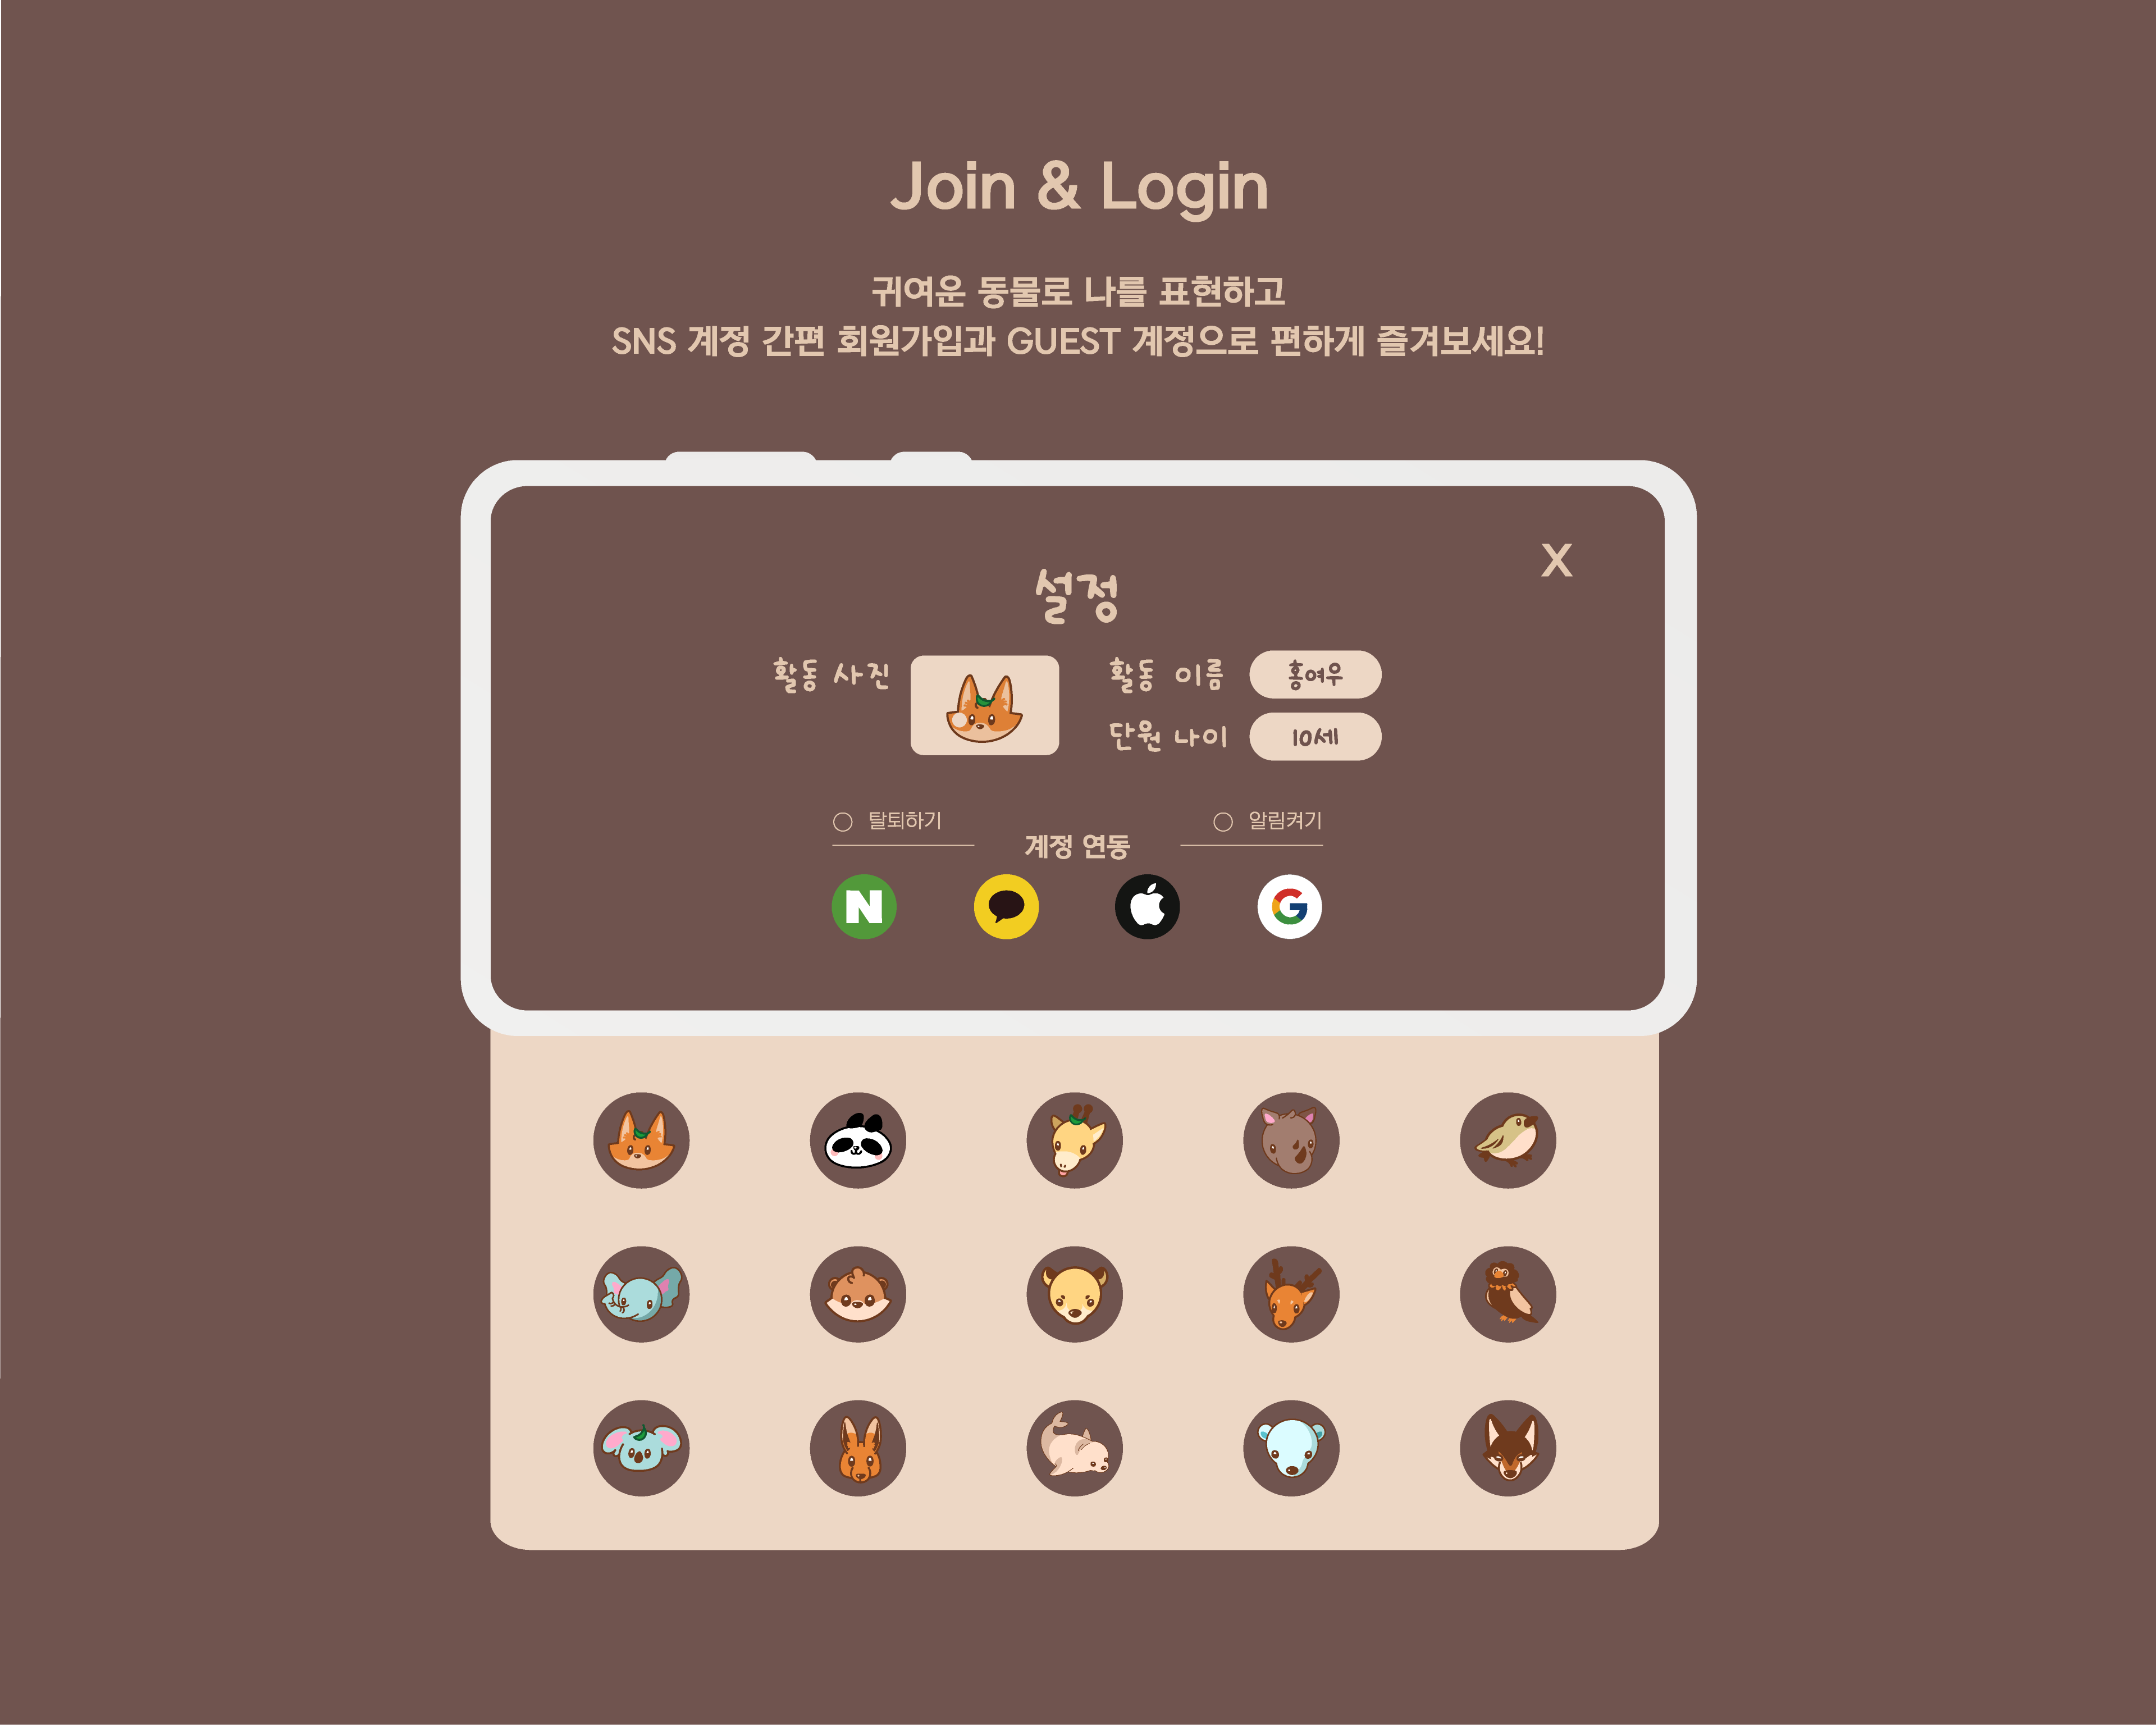 Join & Login
귀여운 동물로 나를 표현하고
SNS 계정 간편 회원가입과 GUEST 계정으로 편하게 즐겨보세요!
X
설정
활동 사진
활동 이름 홍여우
단원 나이 10세
탈퇴하기
알림켜기
계정 연동
N
G